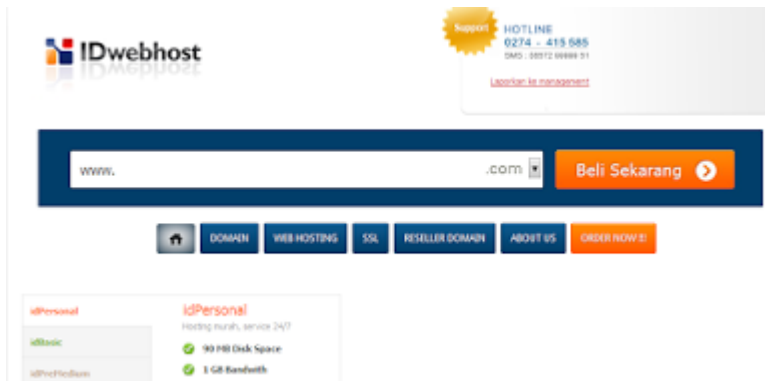 IDwebhost
Support
HOTLINE
0274 - 415 585
Laporkan ke management
www.
.com
Beli Sekarang
DOMAIN
WEB HOSTING
SSL
RESELLER DOMAIN
ABOUT US
ORDER NOW !!
idPersonal
idBasic
idPreMedium
idPersonal
Hosting murah, service 24/7
90 MB Disk Space
1 GB Bandwith